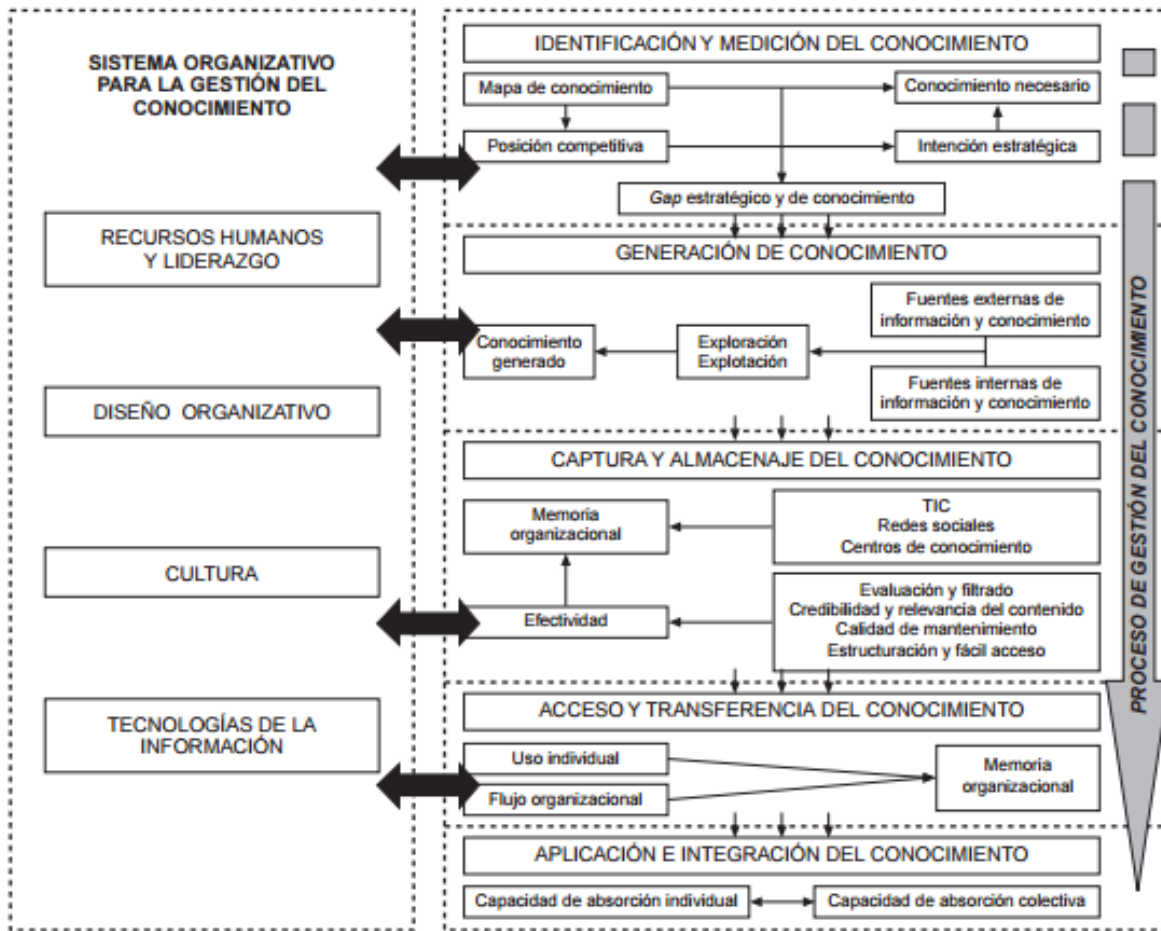 SISTEMA ORGANIZATIVO
PARA LA GESTIÓN DEL
CONOCIMIENTO
RECURSOS HUMANOS
Y LIDERAZGO
DISEÑO ORGANIZATIVO
CULTURA
TECNOLOGÍAS DE LA
INFORMACIÓN
IDENTIFICACIÓN Y MEDICIÓN DEL CONOCIMIENTO
Mapa de conocimiento
Conocimiento necesario
Posición competitiva
Intención estratégica
Gap estratégico y de conocimiento
GENERACIÓN DE CONOCIMIENTO
Fuentes externas de
información y conocimiento
Conocimiento
generado
Exploración
Explotación
Fuentes internas de
información y conocimiento
CAPTURA Y ALMACENAJE DEL CONOCIMIENTO
Memoria
organizacional
TIC
Redes sociales
Centros de conocimiento
Efectividad
Evaluación y filtrado
Credibilidad y relevancia del contenido
Calidad de mantenimiento
Estructuración y fácil acceso
ACCESO Y TRANSFERENCIA DEL CONOCIMIENTO
Uso individual
Flujo organizacional
Memoria
organizacional
APLICACIÓN E INTEGRACIÓN DEL CONOCIMIENTO
Capacidad de absorción individual
Capacidad de absorción colectiva
PROCESO DE GESTIÓN DEL CONOCIMIENTO